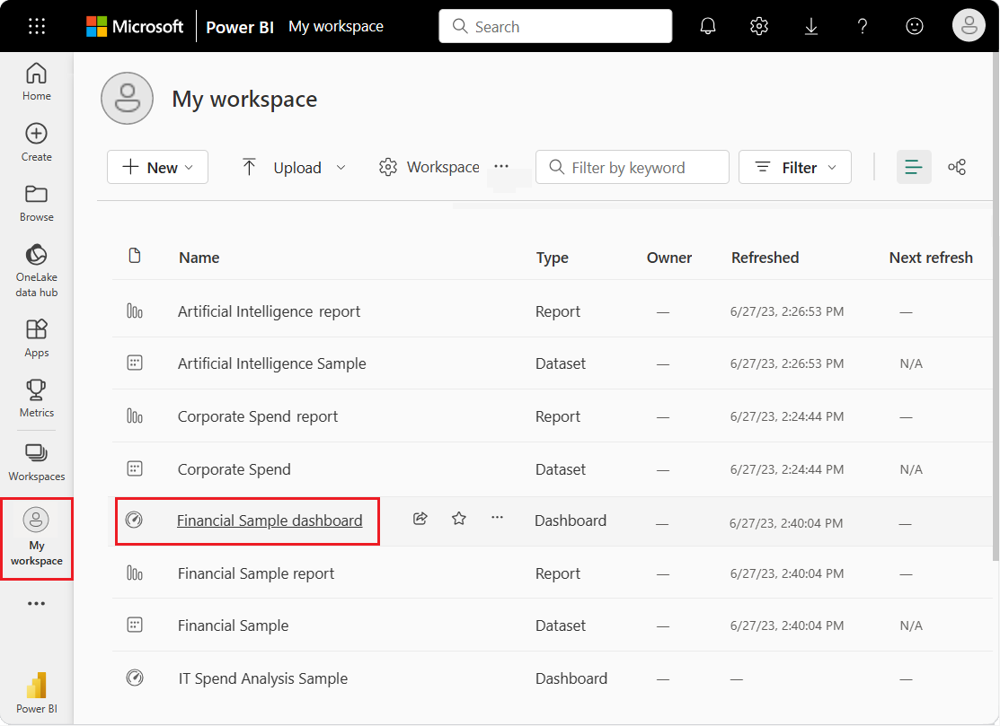 Microsoft Power BI My workspace Search ?
Home
Create
Browse
OneLake
data hub
Apps
Metrics
Workspaces
My
workspace
Power BI
My workspace
New Upload Workspace ... Filter by keyword Filter
Name Type Owner Refreshed Next refresh
Artificial Intelligence report Report — 6/27/23, 2:26:53 PM —
Artificial Intelligence Sample Dataset — 6/27/23, 2:26:53 PM N/A
Corporate Spend report Report — 6/27/23, 2:24:44 PM —
Corporate Spend Dataset — 6/27/23, 2:24:44 PM N/A
Financial Sample dashboard ... Dashboard — 6/27/23, 2:40:04 PM —
Financial Sample report Report — 6/27/23, 2:40:04 PM —
Financial Sample Dataset — 6/27/23, 2:40:04 PM N/A
IT Spend Analysis Sample Dashboard — — —